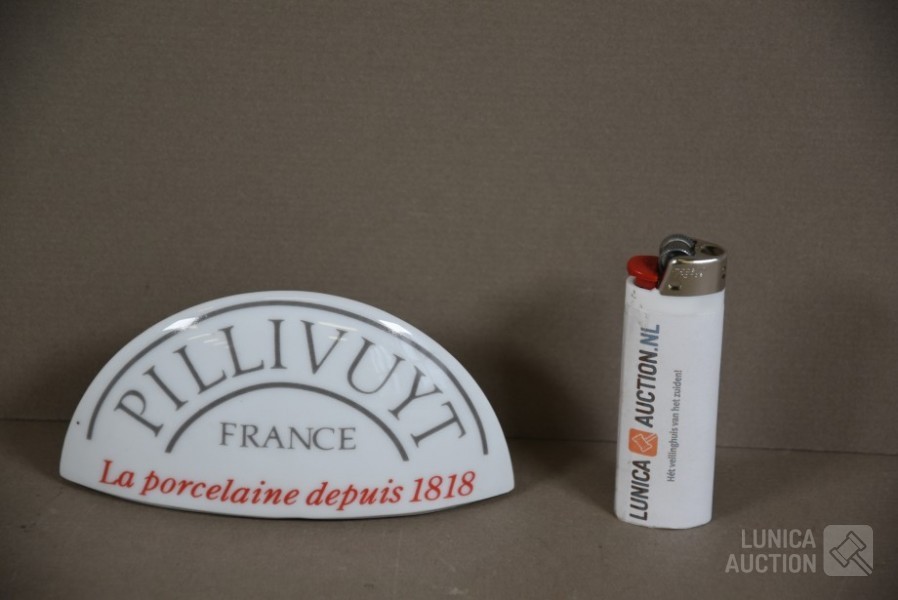 PILLIVUYT
FRANCE
La porcelaine depuis 1818
LUNICA AUCTION.NL
Hét veilinghuis van het zuiden!
LUNICA
AUCTION